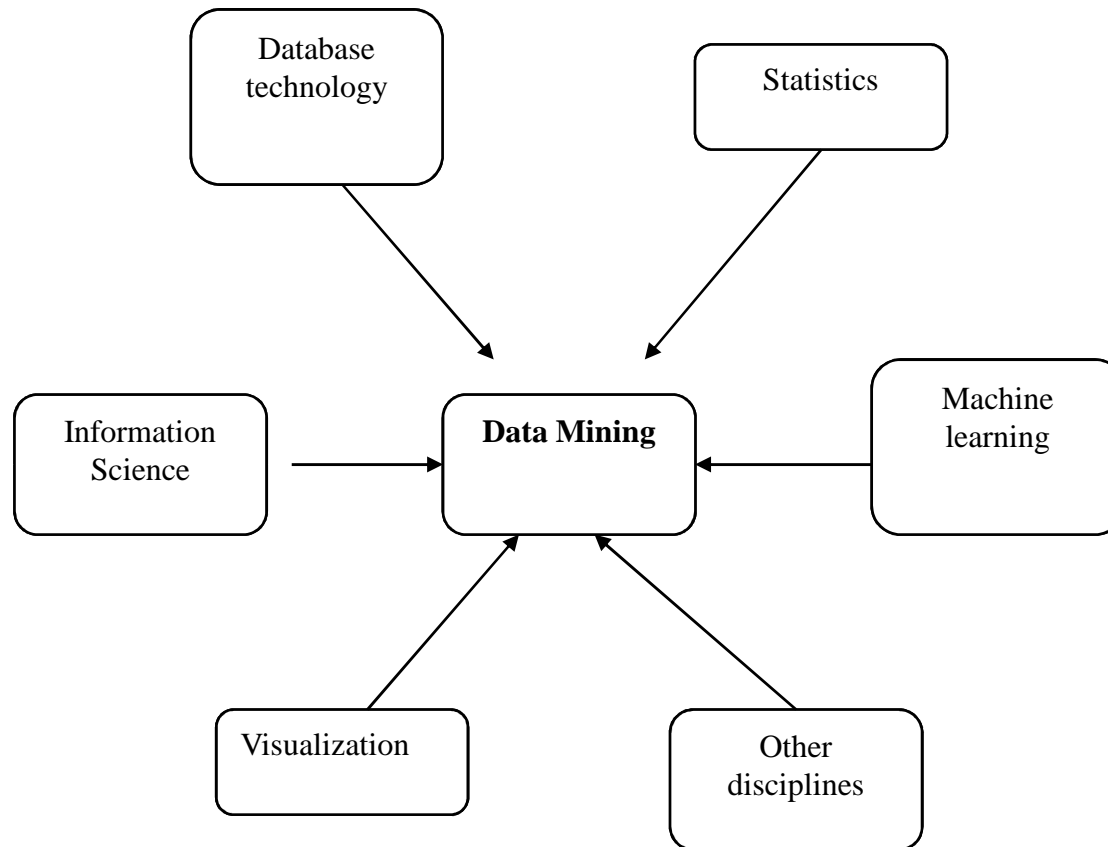 Database
technology
Statistics
Information
Science
Data Mining
Machine
learning
Visualization
Other
disciplines